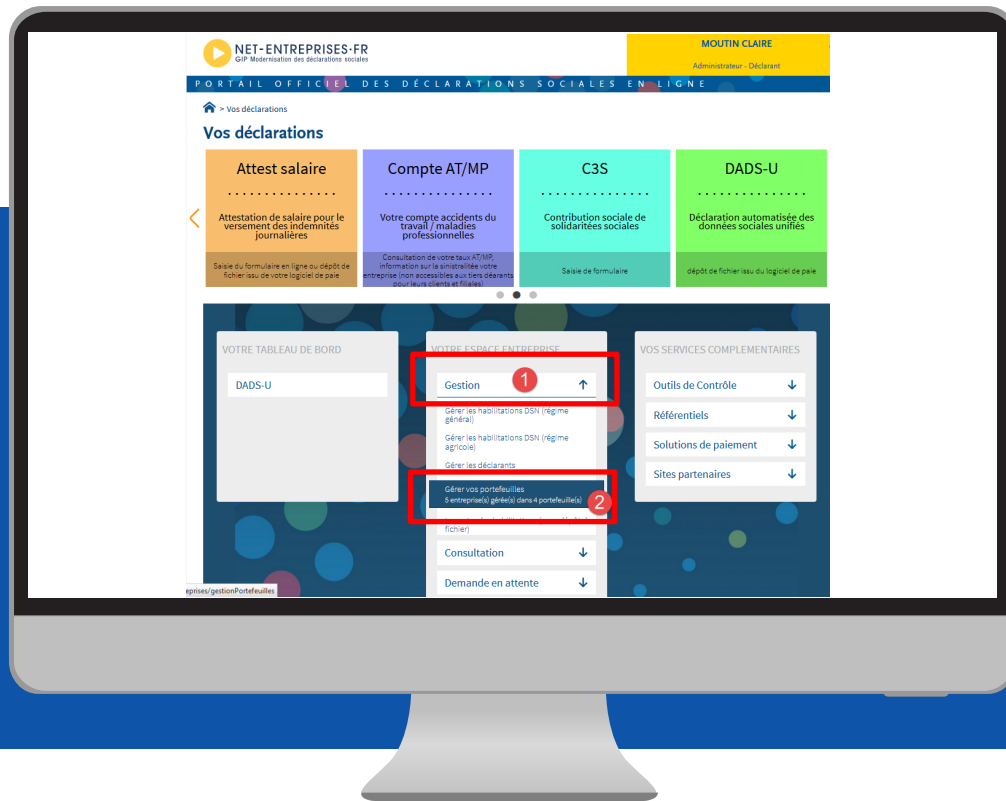 NET-ENTREPRISES·FR
GIP Modernisation des déclarations sociales
MOUTIN CLAIRE
Administrateur - Déclarant
PORTAIL OFFICIEL DES DÉCLARATIONS SOCIALES EN LIGNE
> Vos déclarations
Vos déclarations
Attest salaire
Attestation de salaire pour le
versement des indemnités
journalières
Saisie du formulaire en ligne ou dépôt de
fichier issu de votre logiciel de paie
Compte AT/MP
Votre compte accidents du
travail / maladies
professionnelles
Consultation de votre taux AT/MP,
information sur la sinistralité votre
entreprise (non accessibles aux tiers déclarants
pour leurs clients et filiales)
C3S
Contribution sociale de
solidaritées sociales
Saisie de formulaire
DADS-U
Déclaration automatisée des
données sociales unifiés
dépôt de fichier issu du logiciel de paie
VOTRE TABLEAU DE BORD
DADS-U
VOTRE ESPACE ENTREPRISE
Gestion
1
Gérer les habilitations DSN (régime
général)
Gérer les habilitations DSN (régime
agricole)
Gérer les déclarants
Gérer vos portefeuilles
5 entreprise(s) gérée(s) dans 4 portefeuille(s)
2
fichier)
Consultation
Demande en attente
VOS SERVICES COMPLEMENTAIRES
Outils de Contrôle
Référentiels
Solutions de paiement
Sites partenaires
eprises/gestionPortefeuilles